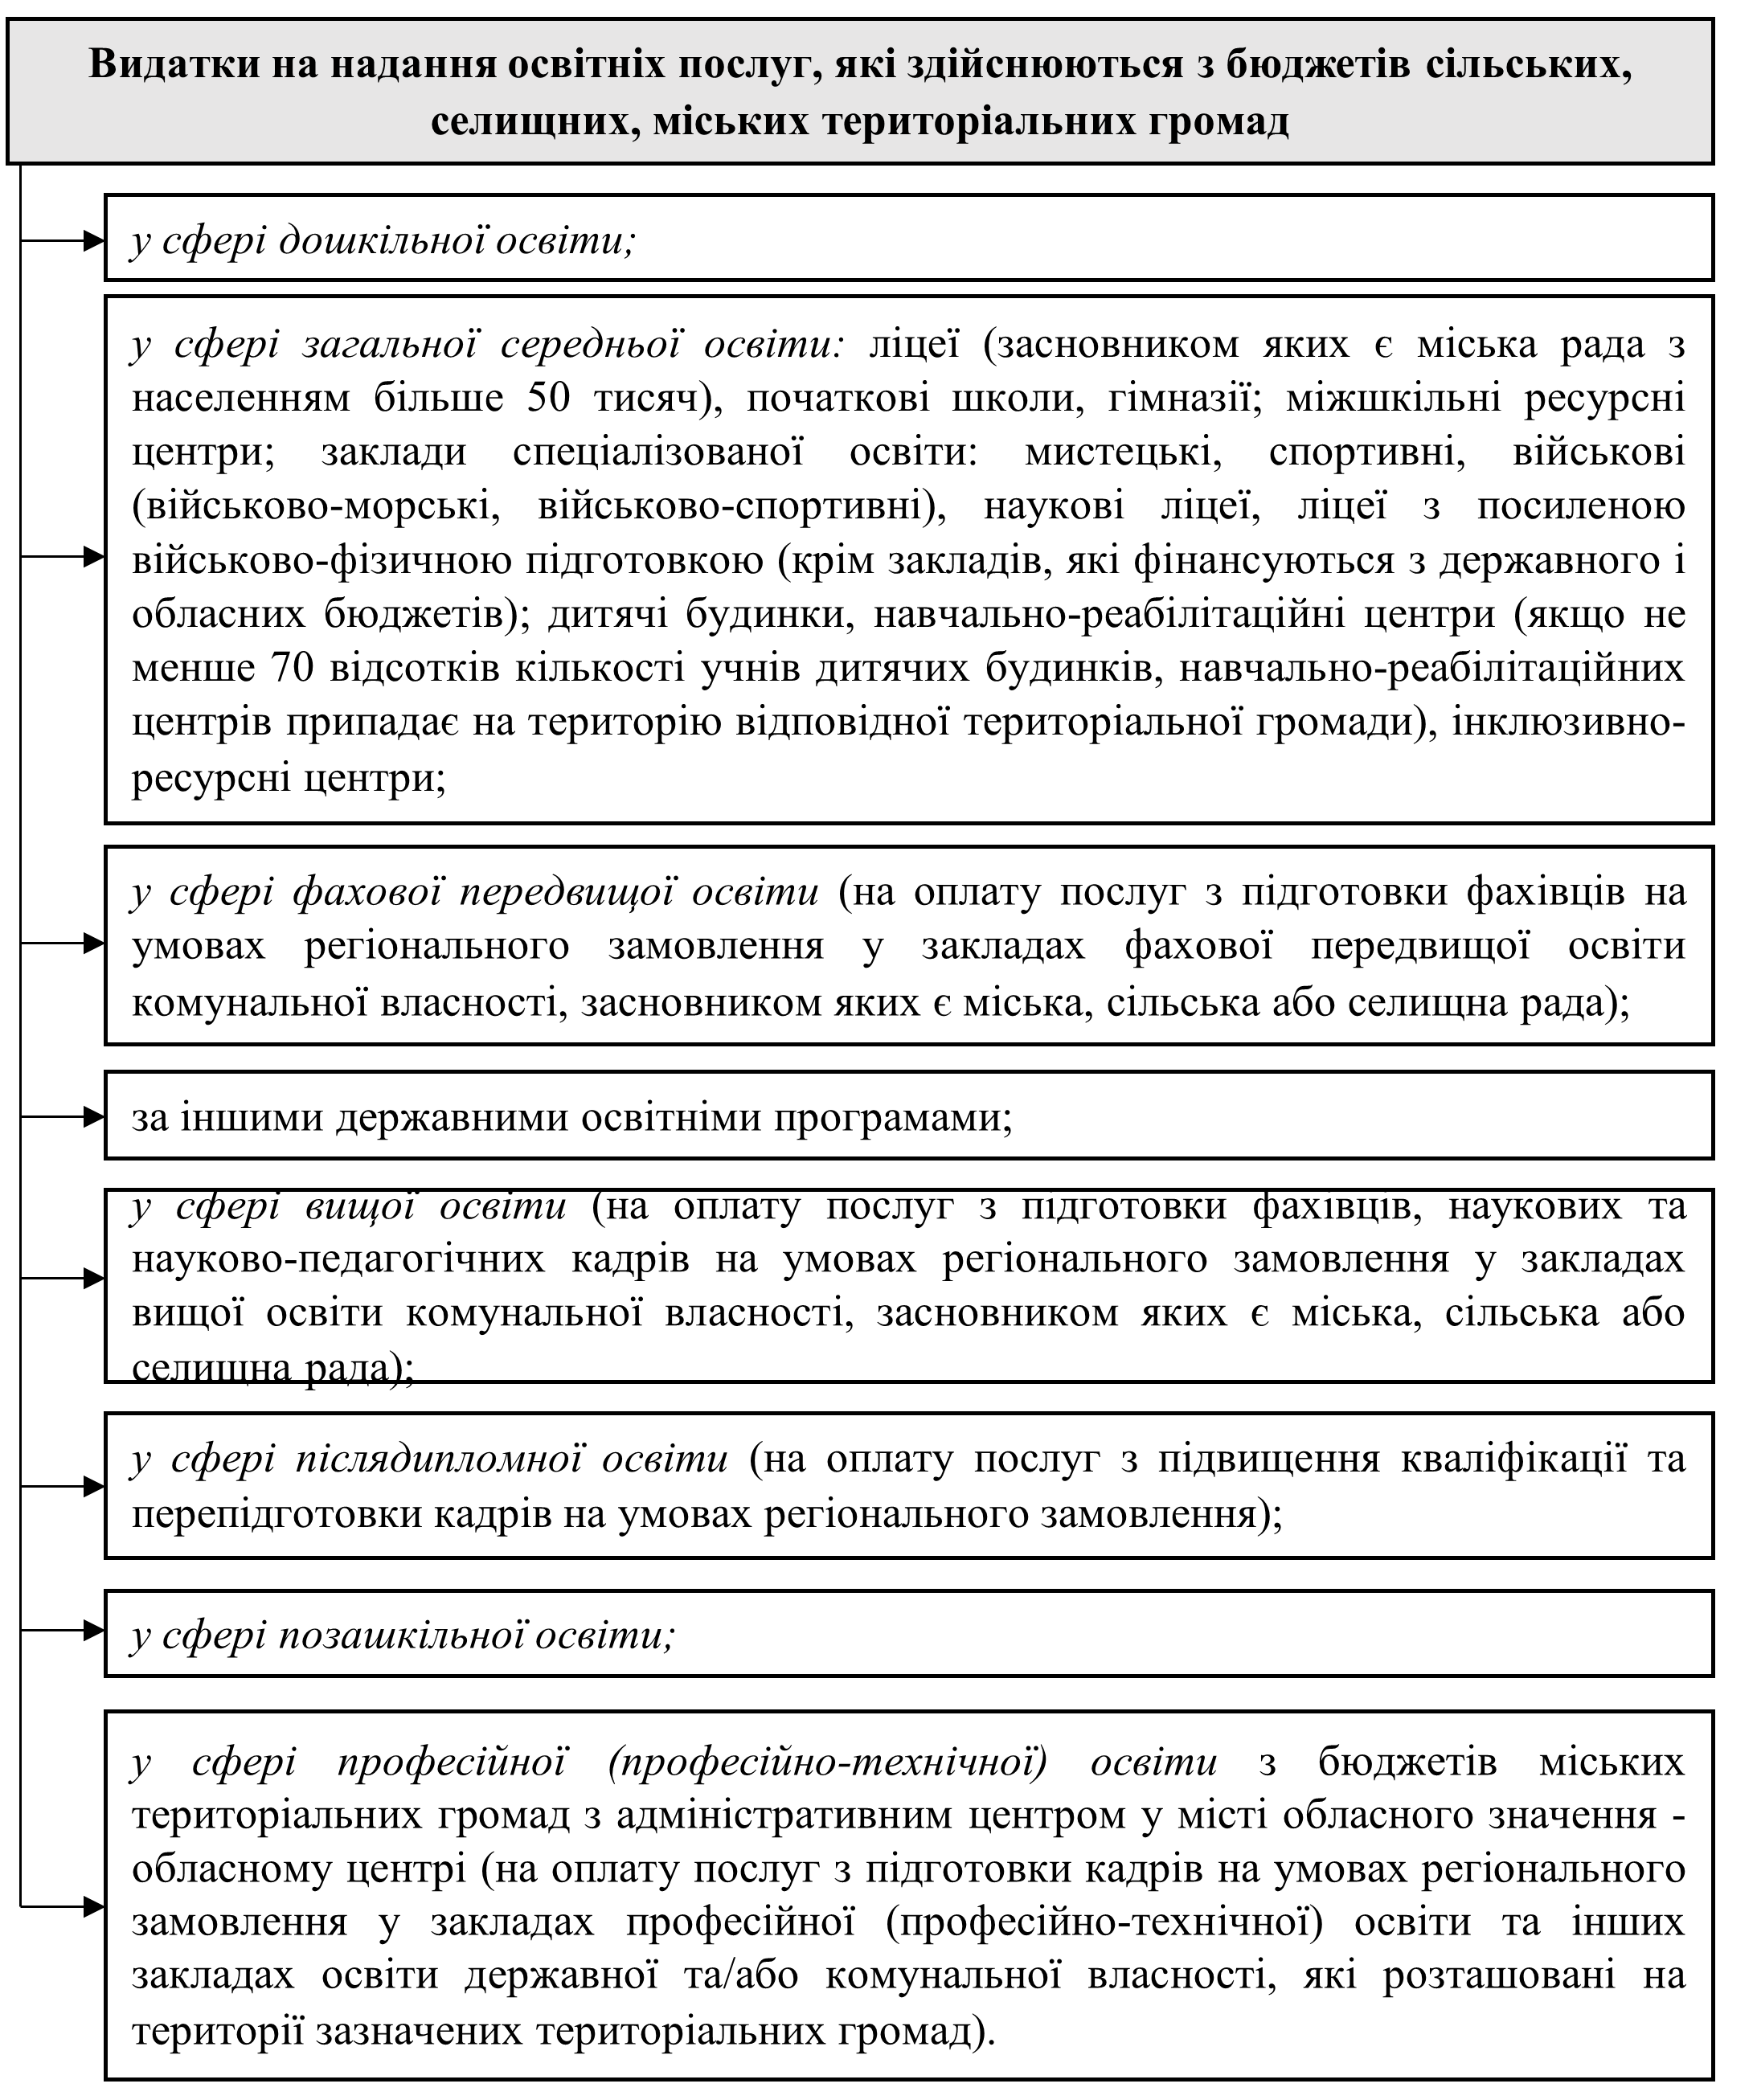 Видатки на надання освітніх послуг, які здійснюються з бюджетів сільських,
селищних, міських територіальних громад
у сфері дошкільної освіти;
у сфері загальної середньої освіти: ліцеї (засновником яких є міська рада з
населенням більше 50 тисяч), початкові школи, гімназії; міжшкільні ресурсні
центри; заклади спеціалізованої освіти: мистецькі, спортивні, військові
(військово-морські, військово-спортивні), наукові ліцеї, ліцеї з посиленою
військово-фізичною підготовкою (крім закладів, які фінансуються з державного і
обласних бюджетів); дитячі будинки, навчально-реабілітаційні центри (якщо не
менше 70 відсотків кількості учнів дитячих будинків, навчально-реабілітаційних
центрів припадає на територію відповідної територіальної громади), інклюзивно-
ресурсні центри;
у сфері фахової передвищої освіти (на оплату послуг з підготовки фахівців на
умовах регіонального замовлення у закладах фахової передвищої освіти
комунальної власності, засновником яких є міська, сільська або селищна рада);
за іншими державними освітніми програмами;
у сфері вищої освіти (на оплату послуг з підготовки фахівців, наукових та
науково-педагогічних кадрів на умовах регіонального замовлення у закладах
вищої освіти комунальної власності, засновником яких є міська, сільська або
селищна рада);
у сфері післядипломної освіти (на оплату послуг з підвищення кваліфікації та
перепідготовки кадрів на умовах регіонального замовлення);
у сфері позашкільної освіти;
у сфері професійної (професійно-технічної) освіти з бюджетів міських
територіальних громад з адміністративним центром у місті обласного значення -
обласному центрі (на оплату послуг з підготовки кадрів на умовах регіонального
замовлення у закладах професійної (професійно-технічної) освіти та інших
закладах освіти державної та/або комунальної власності, які розташовані на
території зазначених територіальних громад).